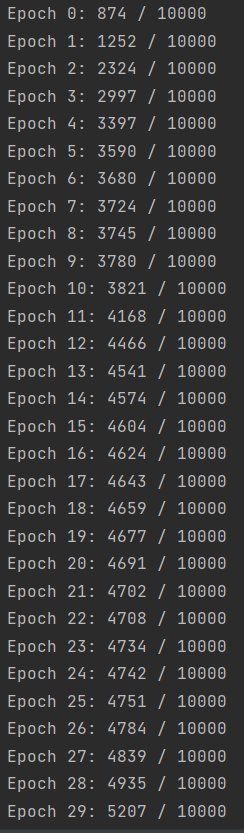 Epoch 0: 874 / 10000
Epoch 1: 1252 / 10000
Epoch 2: 2324 / 10000
Epoch 3: 2997 / 10000
Epoch 4: 3397 / 10000
Epoch 5: 3590 / 10000
Epoch 6: 3680 / 10000
Epoch 7: 3724 / 10000
Epoch 8: 3745 / 10000
Epoch 9: 3780 / 10000
Epoch 10: 3821 / 10000
Epoch 11: 4168 / 10000
Epoch 12: 4466 / 10000
Epoch 13: 4541 / 10000
Epoch 14: 4574 / 10000
Epoch 15: 4604 / 10000
Epoch 16: 4624 / 10000
Epoch 17: 4643 / 10000
Epoch 18: 4659 / 10000
Epoch 19: 4677 / 10000
Epoch 20: 4691 / 10000
Epoch 21: 4702 / 10000
Epoch 22: 4708 / 10000
Epoch 23: 4734 / 10000
Epoch 24: 4742 / 10000
Epoch 25: 4751 / 10000
Epoch 26: 4784 / 10000
Epoch 27: 4839 / 10000
Epoch 28: 4935 / 10000
Epoch 29: 5207 / 10000